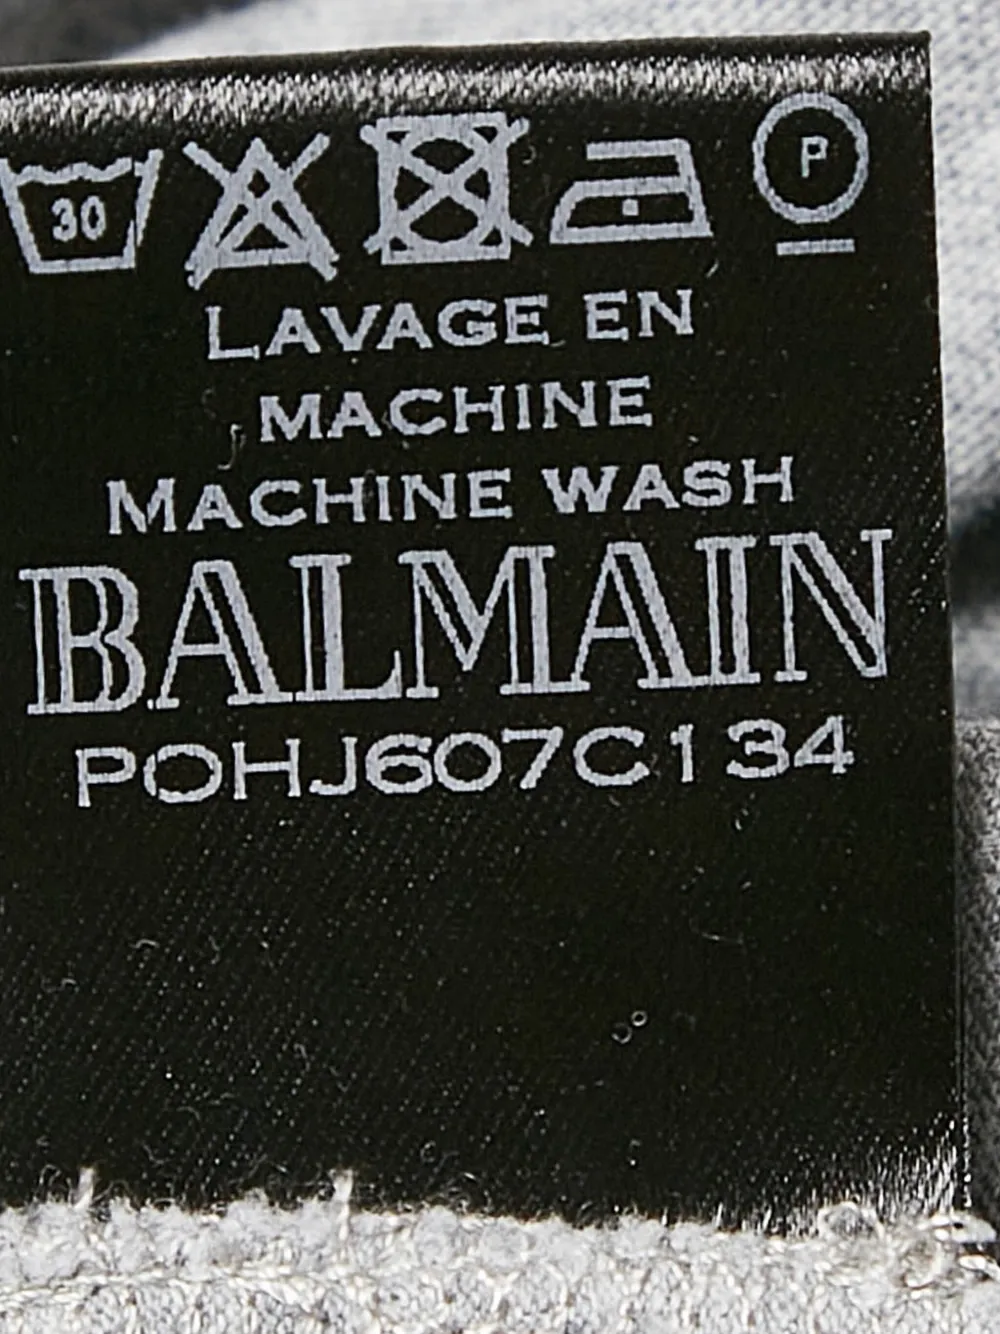 30
P
LAVAGE EN
MACHINE
MACHINE WASH
BALMAIN
POHJ607C134